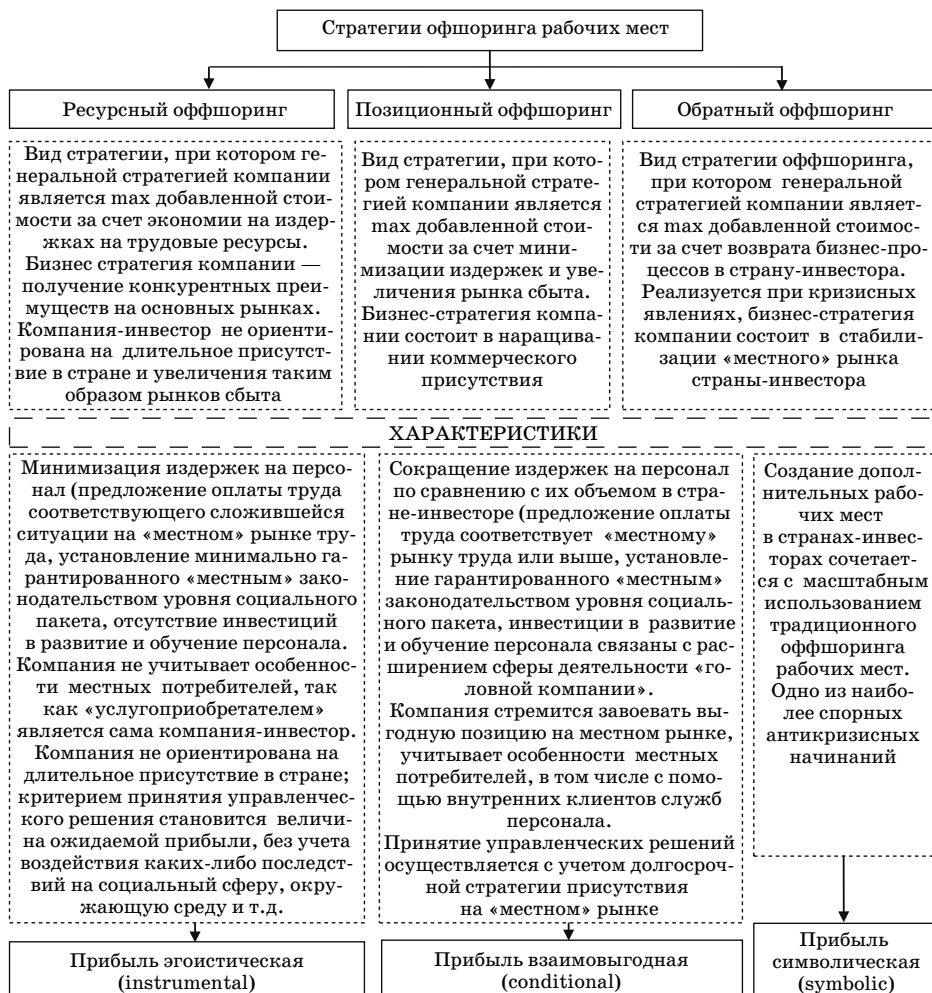 Стратегии офшоринга рабочих мест
Ресурсный оффшоринг
Позиционный оффшоринг
Обратный оффшоринг
Вид стратегии, при котором ге-
неральной стратегией компании
является max добавленной стои-
мости за счет экономии на издер-
жках на трудовые ресурсы.
Бизнес стратегия компании —
получение конкурентных преи-
муществ на основных рынках.
Компания-инвестор не ориенти-
рована на длительное присутст-
вие в стране и увеличения таким
образом рынков сбыта
Вид стратегии, при кото-
ром генеральной страте-
гией компании является
max добавленной стои-
мости за счет мини-
мизации издержек и уве-
личения рынка сбыта.
Бизнес-стратегия компа-
нии состоит в наращива-
нии коммерческого
присутствия
Вид стратегии оффшоринга,
при котором генеральной
стратегией компании являет-
ся max добавленной стоимос-
ти за счет возврата бизнес-про-
цессов в страну-инвестора.
Реализуется при кризисных
явлениях, бизнес-стратегия
компании состоит в стабили-
зации «местного» рынка
страны-инвестора
ХАРАКТЕРИСТИКИ
Минимизация издержек на персо-
нал (предложение оплаты труда
соответствующего сложившейся
ситуации на «местном» рынке тру-
да, установление минимально га-
рантированного «местным» зако-
нодательством уровня социального
пакета, отсутствие инвестиций
в развитие и обучение персонала.
Компания не учитывает особеннос-
ти местных потребителей, так
как «услугоприобретателем»
является сама компания-инвестор.
Компания не ориентирована на
длительное присутствие в стране;
критерием принятия управленчес-
кого решения становится величи-
на ожидаемой прибыли, без учета
воздействия каких-либо последст-
вий на социальный сферу, окру-
жающую среду и т.д.
Сокращение издержек на персонал
по сравнению с их объемом в стра-
не-инвесторе (предложение оплаты
труда соответствует «местному»
рынку труда или выше, установле-
ние гарантированного «местным»
законодательством уровня социаль-
ного пакета, инвестиции в развитие
и обучение персонала связаны с рас-
ширением сферы деятельности «го-
ловной компании».
Компания стремится завоевать вы-
годную позицию на местном рынке,
учитывает особенности местных
потребителей, в том числе с помо-
щью внутренних клиентов служб
персонала.
Принятие управленческих решений
осуществляется с учетом долгосроч-
ной стратегии присутствия
на «местном» рынке
Создание допол-
нительных рабо-
чих мест
в странах-инвес-
торах сочетает-
ся с масштабным
использованием
традиционного
оффшоринга
рабочих мест.
Одно из наибо-
лее спорных
антикризисных
начинаний
Прибыль эгоистическая
(instrumental)
Прибыль взаимовыгодная
(conditional)
Прибыль
символическая
(symbolic)